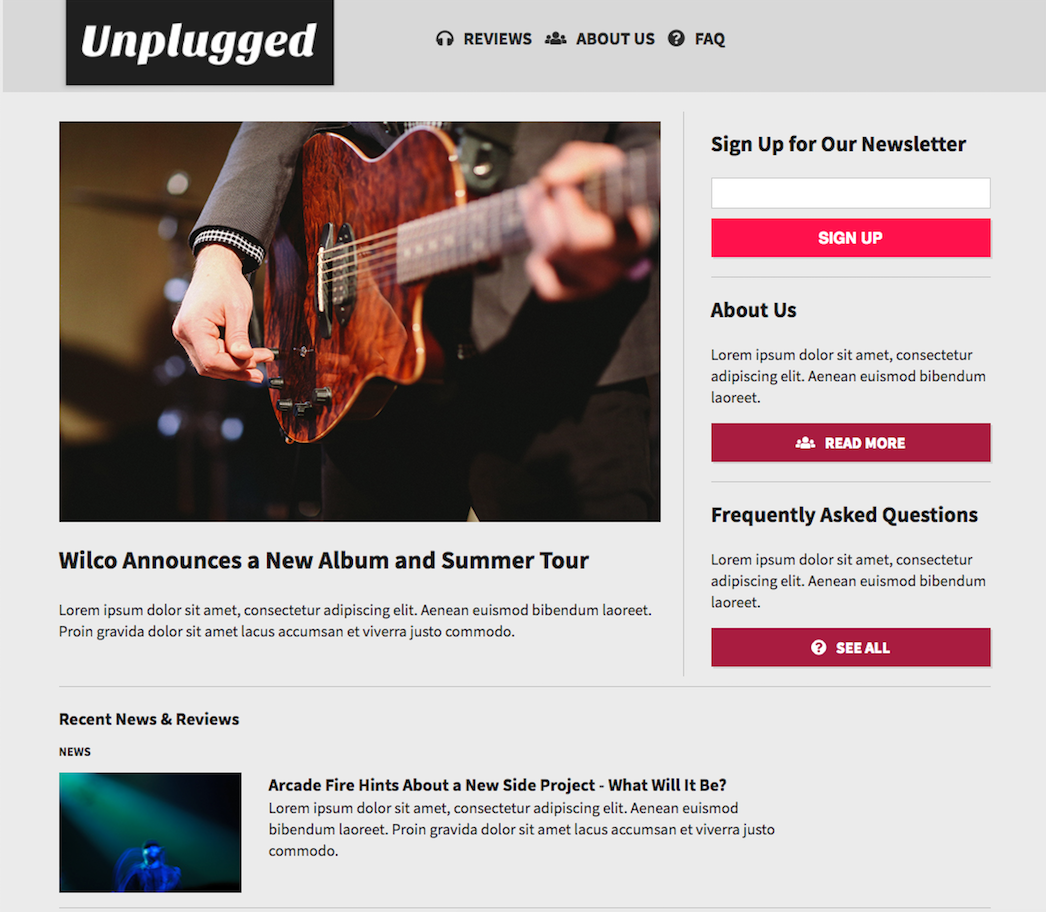 Unplugged
REVIEWS ABOUT US FAQ
Wilco Announces a New Album and Summer Tour
Lorem ipsum dolor sit amet, consectetur adipiscing elit. Aenean euismod bibendum laoreet.
Proin gravida dolor sit amet lacus accumsan et viverra justo commodo.
Sign Up for Our Newsletter
SIGN UP
About Us
Lorem ipsum dolor sit amet, consectetur
adipiscing elit. Aenean euismod bibendum
laoreet.
READ MORE
Frequently Asked Questions
Lorem ipsum dolor sit amet, consectetur
adipiscing elit. Aenean euismod bibendum
laoreet.
SEE ALL
Recent News & Reviews
NEWS
Arcade Fire Hints About a New Side Project - What Will It Be?
Lorem ipsum dolor sit amet, consectetur adipiscing elit. Aenean euismod
bibendum laoreet. Proin gravida dolor sit amet lacus accumsan et viverra justo
commodo.